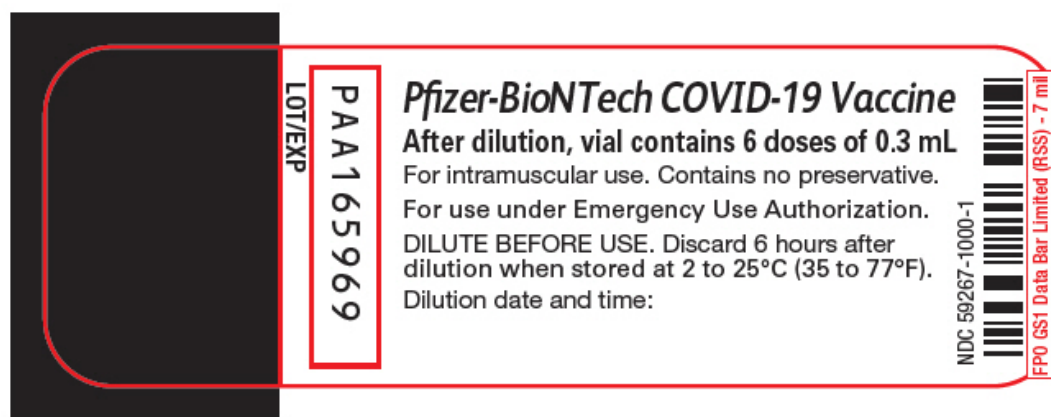 LOT/EXP
PAA165969
Pfizer-BioNTech COVID-19 Vaccine
After dilution, vial contains 6 doses of 0.3 mL
For intramuscular use. Contains no preservative.
For use under Emergency Use Authorization.
DILUTE BEFORE USE. Discard 6 hours after
dilution when stored at 2 to 25°C (35 to 77°F).
Dilution date and time:
NDC 59267-1000-1
FPO GS1 Data Bar Limited (RSS) - 7 mil